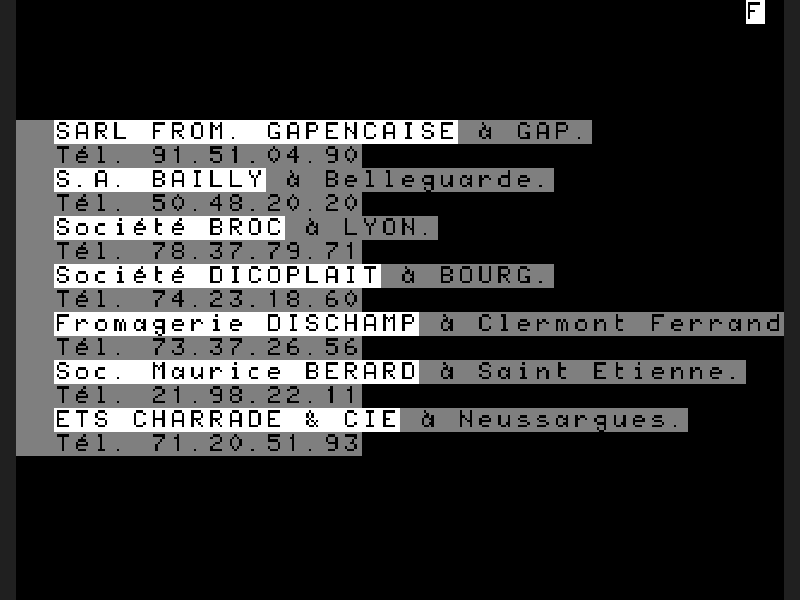 F
SARL FROM. GAPENCAISE à GAP.
Tél. 91.51.04.90
S.A. BAILLY à Belleguarde.
Tél. 50.48.20.20
Société BROC à LYON.
Tél. 78.37.79.71
Société DICOPLAIT à BOURG.
Tél. 74.23.18.60
Fromagerie DISCHAMP à Clermont Ferrand
Tél. 73.37.26.56
Soc. Maurice BERARD à Saint Etienne.
Tél. 21.98.22.11
ETS CHARRADE & CIE à Neussargues.
Tél. 71.20.51.93